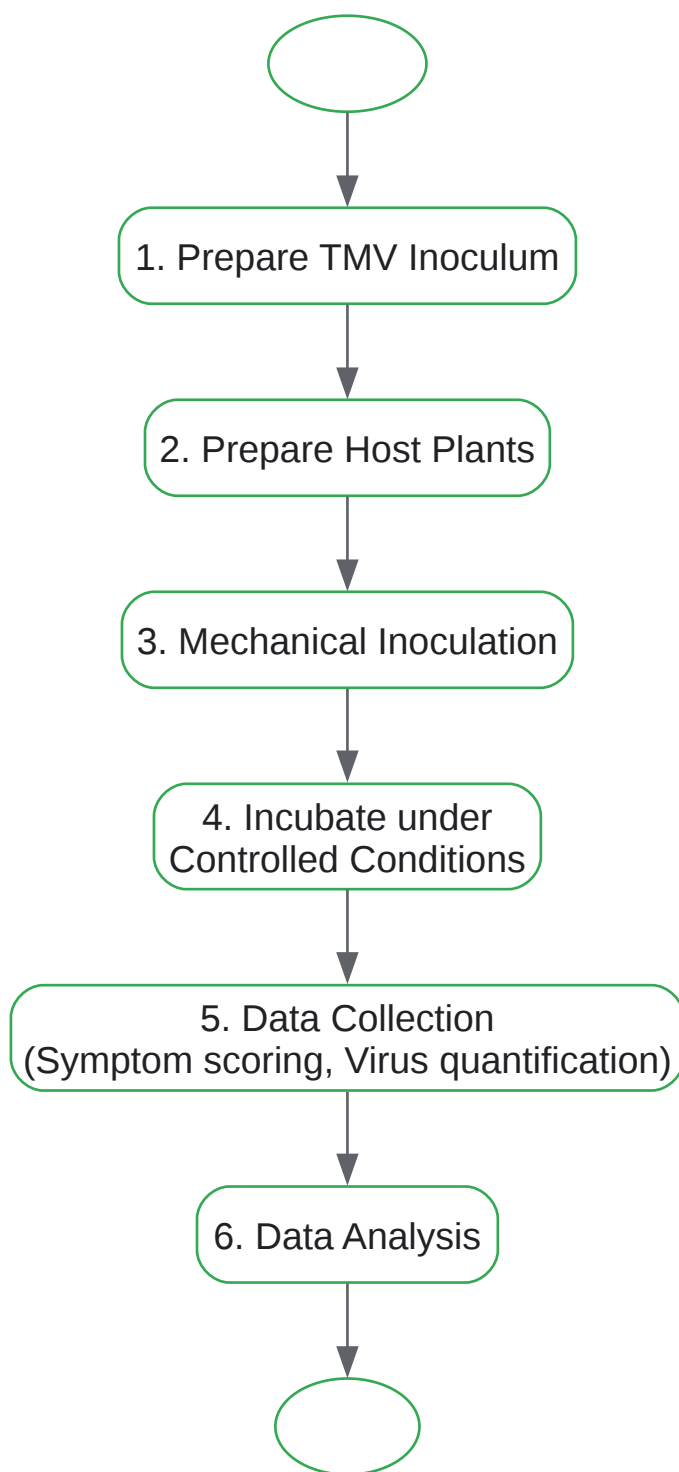 1. Prepare TMV Inoculum
2. Prepare Host Plants
3. Mechanical Inoculation
4. Incubate under
Controlled Conditions
5. Data Collection
(Symptom scoring, Virus quantification)
6. Data Analysis